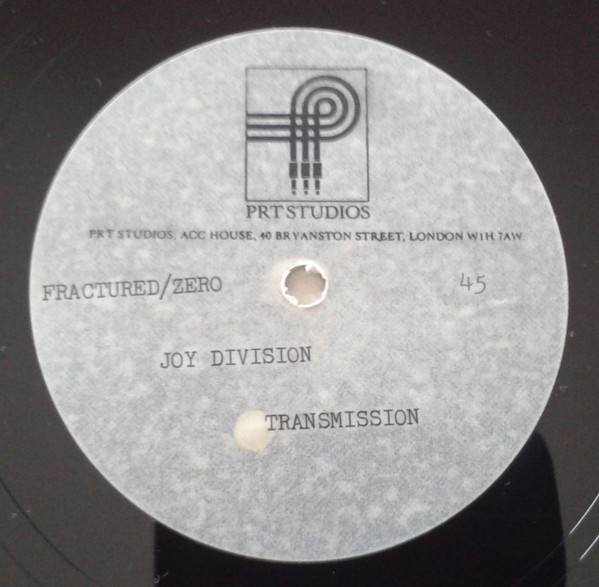 PRT STUDIOS
PRT STUDIOS, ACC HOUSE, 40 BRYANSTON STREET, LONDON W1H 7AW
FRACTURED/ZERO 45
JOY DIVISION
TRANSMISSION